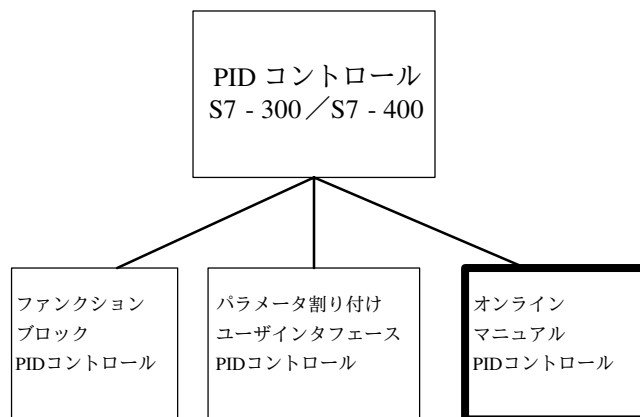 PID コントロール
S7 - 300／S7 - 400
ファンクション
ブロック
PIDコントロール
パラメータ割り付け
ユーザインタフェース
PIDコントロール
オンライン
マニュアル
PIDコントロール